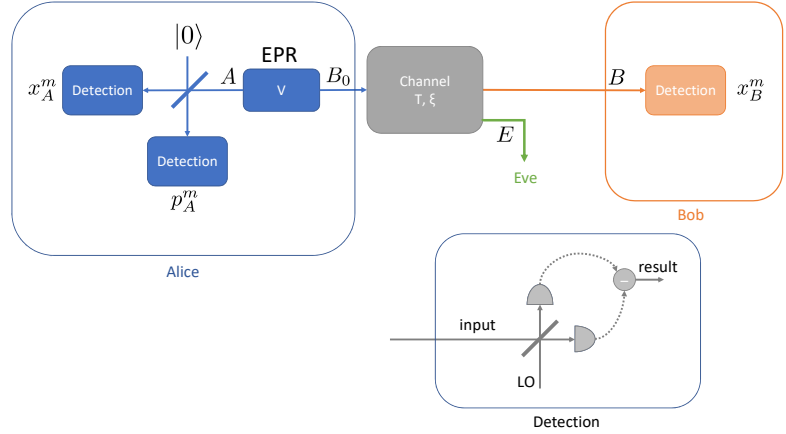 |0⟩
EPR
x_A^m
Detection
A
V
B_0
Channel
T, ξ
B
Detection
x_B^m
E
Detection
p_A^m
Eve
Bob
Alice
result
−
input
LO
Detection